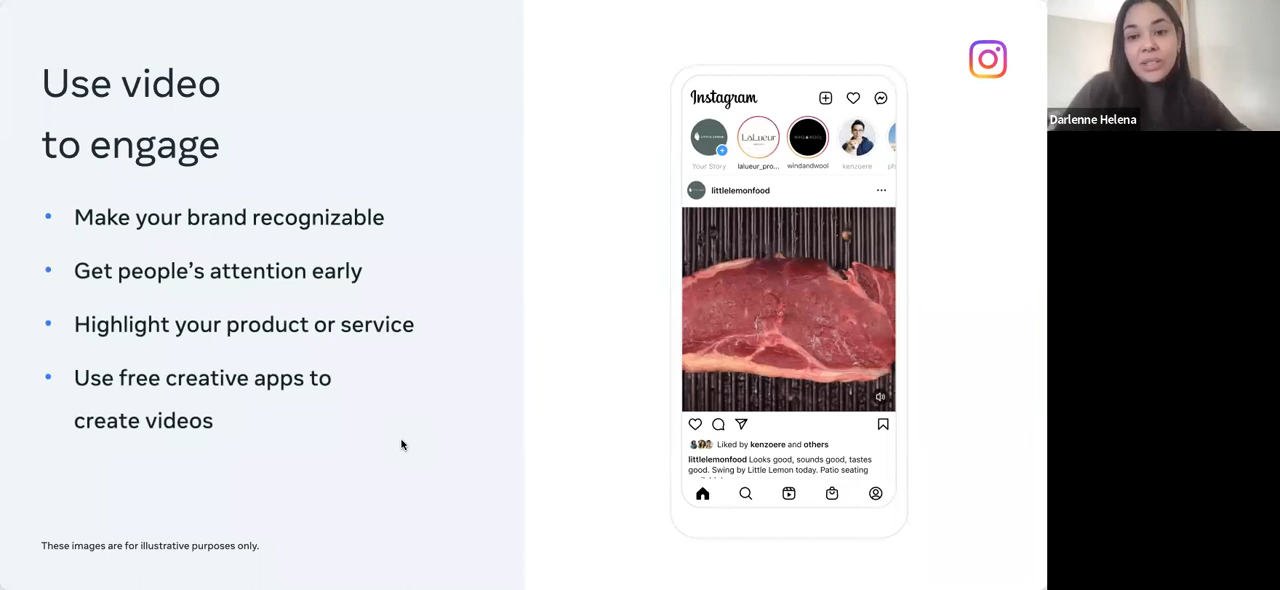 Use video
to engage
• Make your brand recognizable
• Get people's attention early
• Highlight your product or service
• Use free creative apps to
create videos
These images are for illustrative purposes only.
Instagram
Your Story lalueur_pro... windandwool kenzoere
LaLueur
littlelemonfood
Liked by kenzoere and others
littlelemonfood Looks good, sounds good, tastes
good. Swing by Little Lemon today. Patio seating
Darlenne Helena